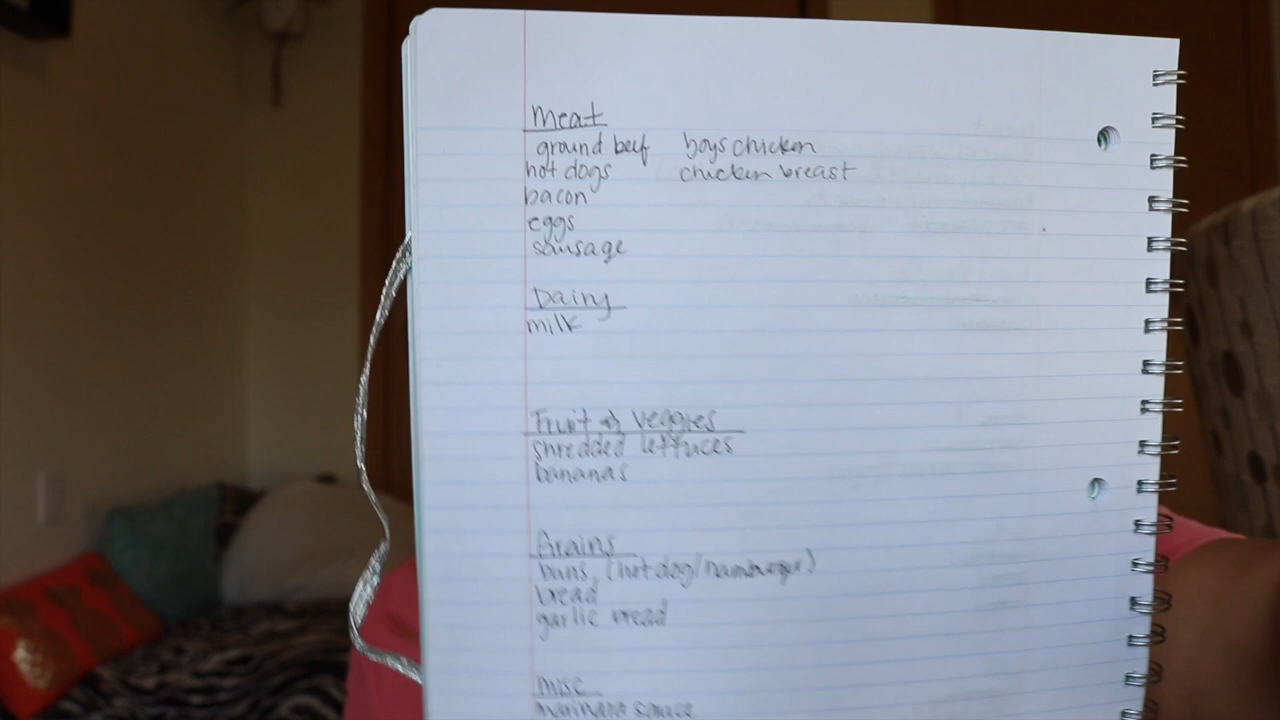 meat
ground beef boys chicken
hot dogs chicken breast
bacon
eggs
sausage
Dairy
milk
Fruit & Veggies
shredded lettuces
bananas
Grains
buns (hot dog/hamburger)
bread
garlic bread
misc
marinara sauce